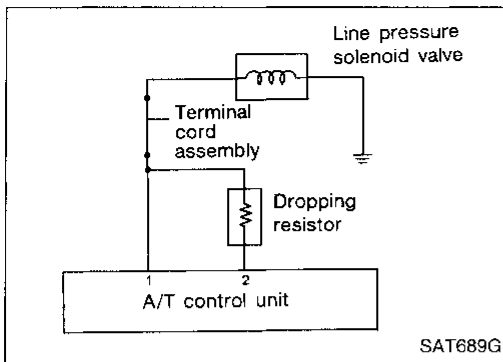 Line pressure
solenoid valve
Terminal
cord
assembly
Dropping
resistor
1 2
A/T control unit
SAT689G